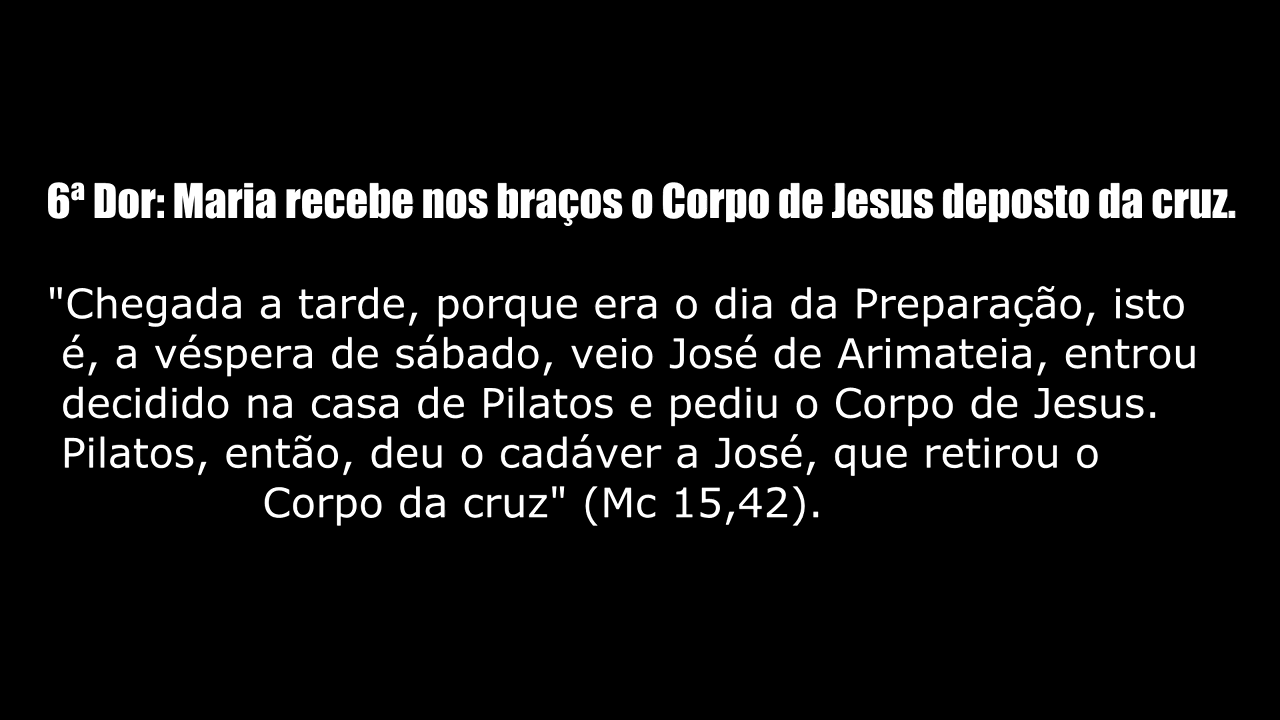 6ª Dor: Maria recebe nos braços o Corpo de Jesus deposto da cruz.
"Chegada a tarde, porque era o dia da Preparação, isto
é, a véspera de sábado, veio José de Arimateia, entrou
decidido na casa de Pilatos e pediu o Corpo de Jesus.
Pilatos, então, deu o cadáver a José, que retirou o
Corpo da cruz" (Mc 15,42).